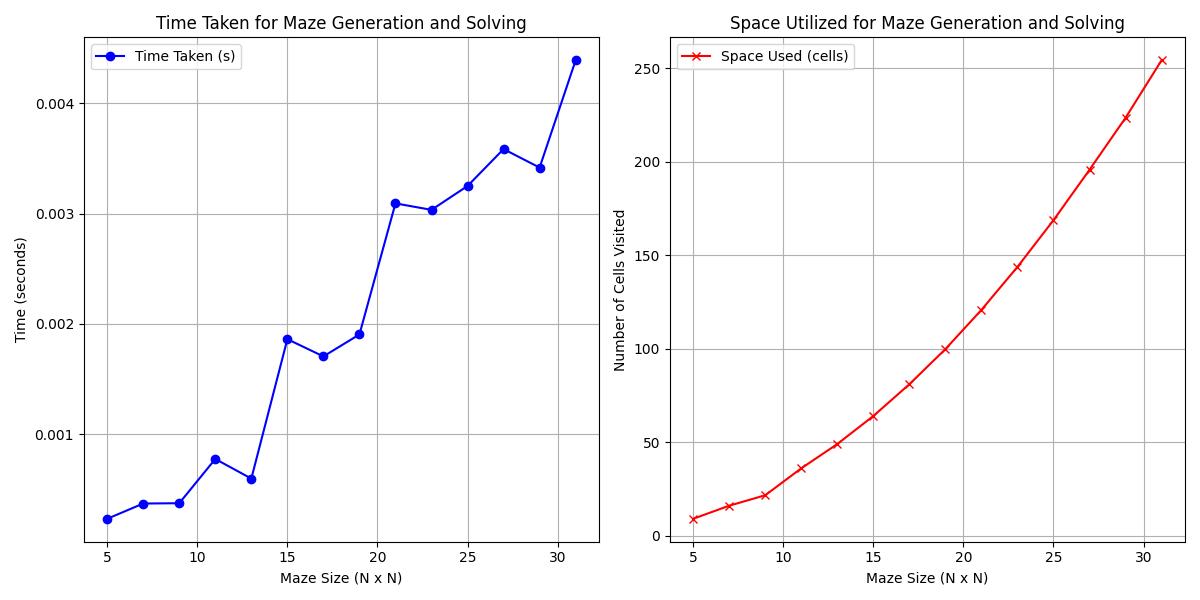 Time Taken for Maze Generation and Solving
Time Taken (s)
0.004
0.003
0.002
0.001
Time (seconds)
5 10 15 20 25 30
Maze Size (N x N)
Space Utilized for Maze Generation and Solving
Space Used (cells)
250
200
150
100
50
0
Number of Cells Visited
5 10 15 20 25 30
Maze Size (N x N)